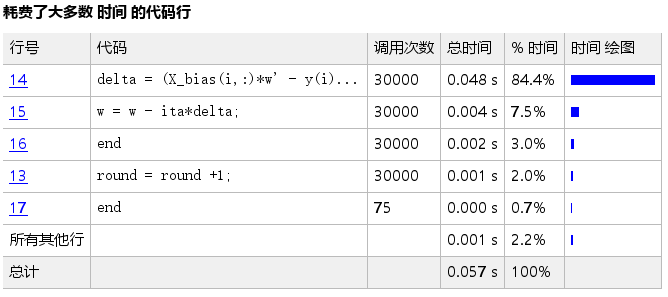 耗费了大多数 时间 的代码行
行号 代码 调用次数 总时间 % 时间 时间 绘图
14 delta = (X_bias(i,:)*w' - y(i)... 30000 0.048 s 84.4%
15 w = w - ita*delta; 30000 0.004 s 7.5%
16 end 30000 0.002 s 3.0%
13 round = round +1; 30000 0.001 s 2.0%
17 end 75 0.000 s 0.7%
所有其他行 0.001 s 2.2%
总计 0.057 s 100%